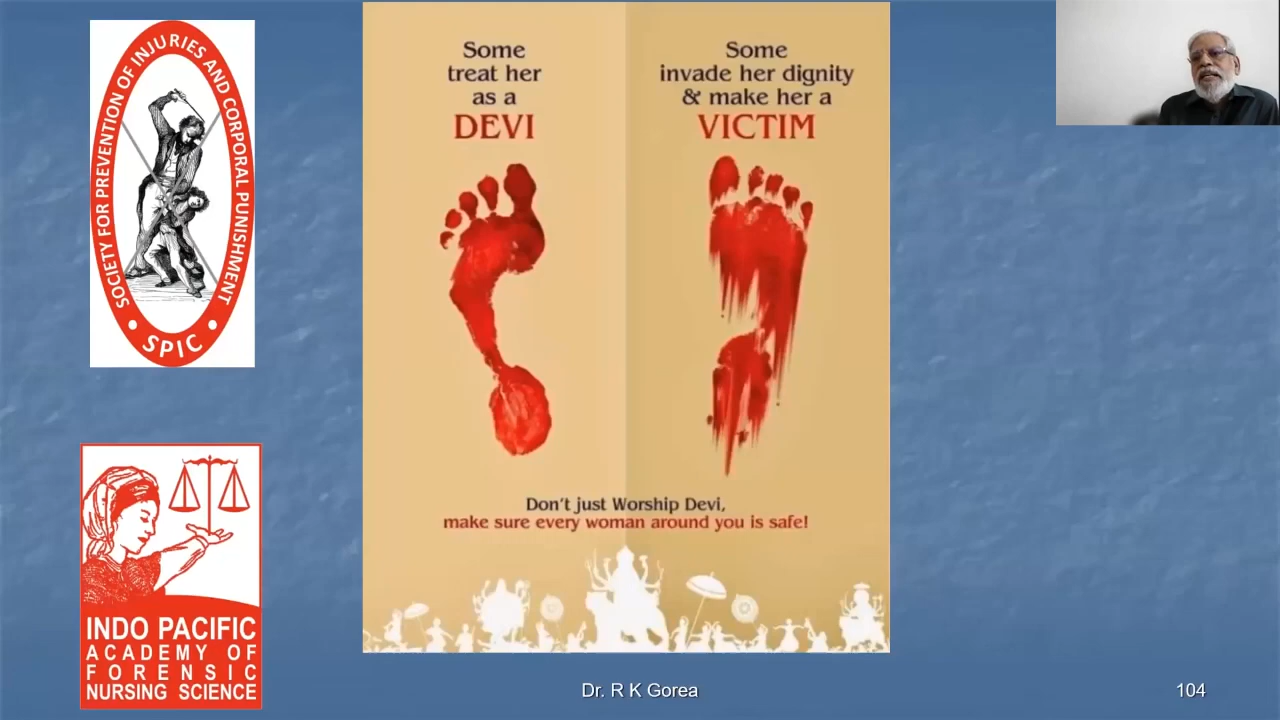 SOCIETY FOR PREVENTION OF INJURIES AND CORPORAL PUNISHMENT
• SPIC •
INDO PACIFIC
ACADEMY OF
FORENSIC
NURSING SCIENCE
Some
treat her
as a
DEVI
Some
invade her dignity
& make her a
VICTIM
Don't just Worship Devi,
make sure every woman around you is safe!
Dr. R K Gorea
104